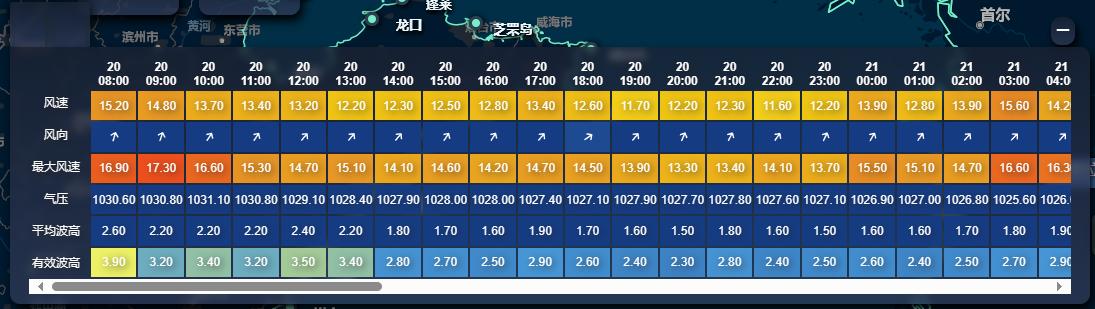 蓬莱
龙口
芝罘岛
威海市
首尔
黄河
滨州市
东营市
20 20 20 20 20 20 20 20 20 20 20 20 20 20 20 20 21 21 21 21 21
08:00 09:00 10:00 11:00 12:00 13:00 14:00 15:00 16:00 17:00 18:00 19:00 20:00 21:00 22:00 23:00 00:00 01:00 02:00 03:00 04:00
风速 15.20 14.80 13.70 13.40 13.20 12.20 12.30 12.50 12.80 13.40 12.60 11.70 12.20 12.30 11.60 12.20 13.90 12.80 13.90 15.60 14.2
风向
最大风速 16.90 17.30 16.60 15.30 14.70 15.10 14.10 14.60 14.20 14.70 14.50 13.90 13.30 13.40 14.10 13.70 15.50 15.10 14.70 16.60 16.3
气压 1030.60 1030.80 1031.10 1030.80 1029.10 1028.40 1027.90 1028.00 1028.00 1027.40 1027.10 1027.90 1027.70 1027.80 1027.60 1027.10 1026.90 1027.00 1026.80 1025.60 1026.
平均波高 2.60 2.20 2.20 2.20 2.40 2.20 1.80 1.70 1.60 1.90 1.70 1.60 1.50 1.80 1.60 1.50 1.60 1.60 1.70 1.80 1.90
有效波高 3.90 3.20 3.40 3.20 3.50 3.40 2.80 2.70 2.50 2.90 2.60 2.40 2.30 2.80 2.40 2.50 2.60 2.40 2.50 2.70 2.90